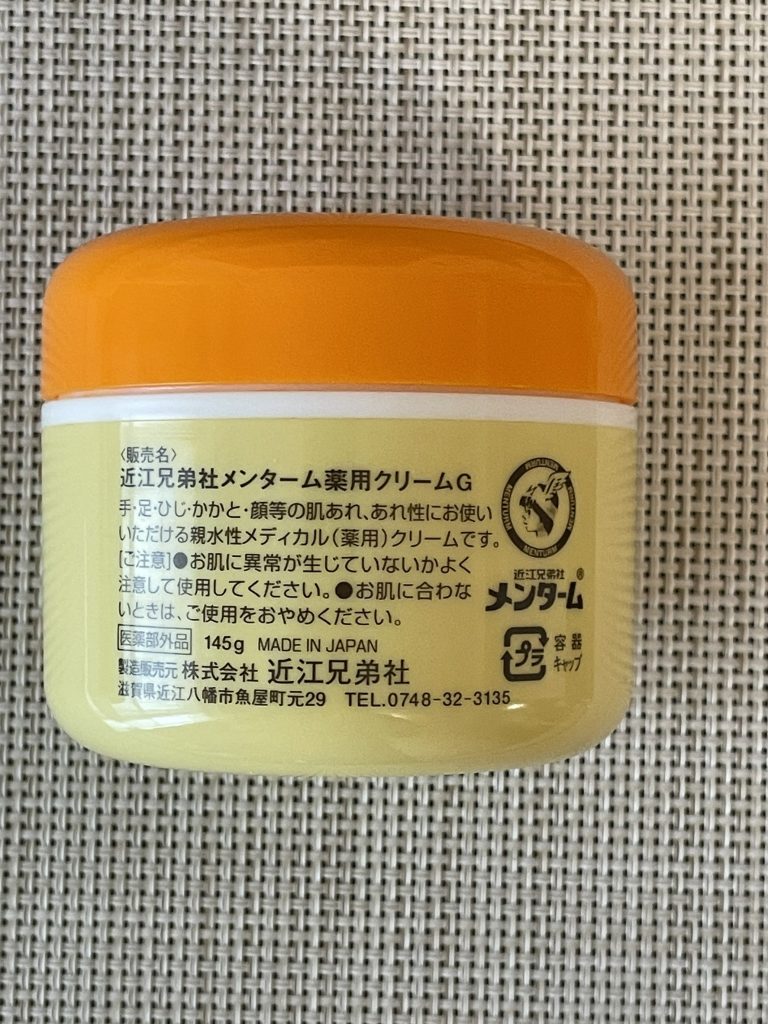 〈販売名〉
近江兄弟社メンターム薬用クリームG
手・足・ひじ・かかと・顔等の肌あれ、あれ性にお使い
いただける親水性メディカル(薬用)クリームです。
[ご注意]●お肌に異常が生じていないかよく
注意して使用してください。●お肌に合わな
いときは、ご使用をおやめください。
医薬部外品 145g MADE IN JAPAN
製造販売元 株式会社 近江兄弟社
滋賀県近江八幡市魚屋町元29 TEL.0748-32-3135
MENTURM
近江兄弟社
メンターム®
プラ
容器
キャップ